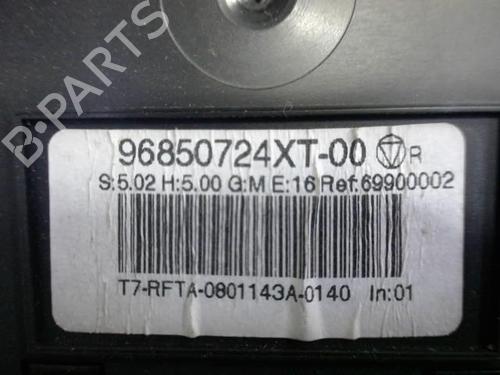 B-PARTS
96850724XT-00 R
S:5.02 H:5.00 G:M E:16 Ref:69900002
T7-RFTA-0801143A-0140 In:01